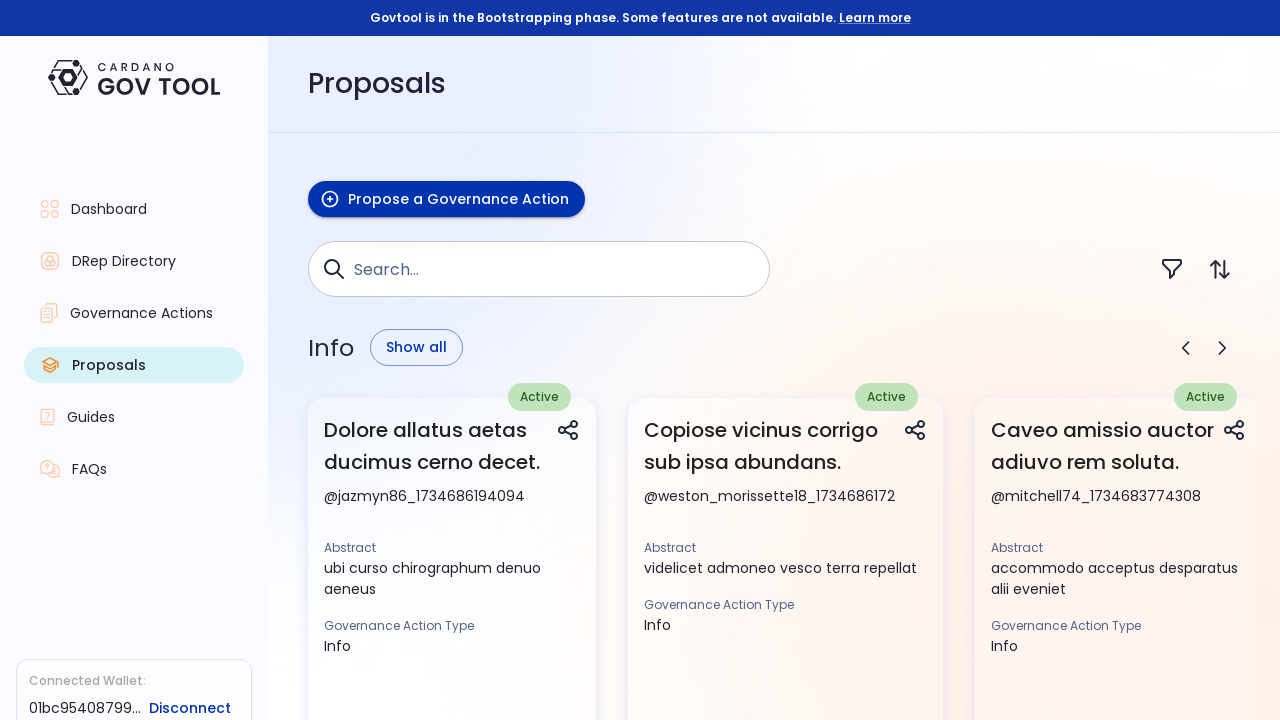 Govtool is in the Bootstrapping phase. Some features are not available. Learn more
CARDANO
GOV TOOL
Dashboard
DRep Directory
Governance Actions
Proposals
Guides
FAQs
Connected Wallet:
01bc95408799... Disconnect
Proposals
Propose a Governance Action
Search...
Info
Show all
Active
Dolore allatus aetas
ducimus cerno decet.
@jazmyn86_1734686194094
Abstract
ubi curso chirographum denuo
aeneus
Governance Action Type
Info
Active
Copiose vicinus corrigo
sub ipsa abundans.
@weston_morissette18_1734686172
Abstract
videlicet admoneo vesco terra repellat
Governance Action Type
Info
Active
Caveo amissio auctor
adiuvo rem soluta.
@mitchell74_1734683774308
Abstract
accommodo acceptus desparatus
alii eveniet
Governance Action Type
Info